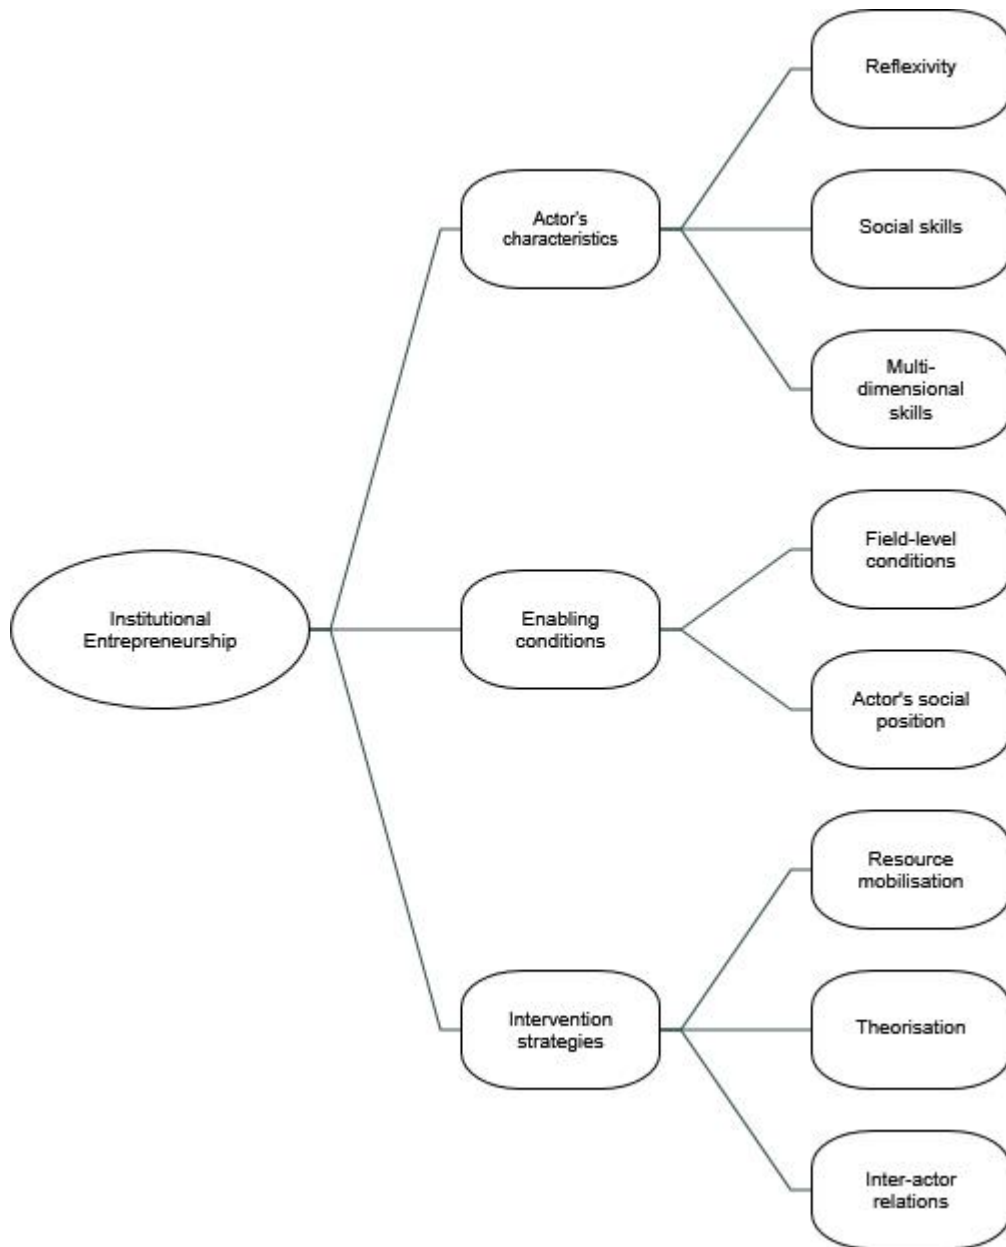 Institutional
Entrepreneurship
Actor's
characteristics
Reflexivity
Social skills
Multi-
dimensional
skills
Enabling
conditions
Field-level
conditions
Actor's social
position
Intervention
strategies
Resource
mobilisation
Theorisation
Inter-actor
relations